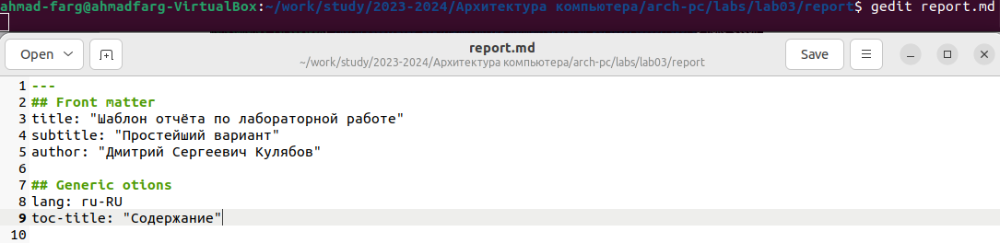 ahmad-farg@ahmadfarg-VirtualBox:~/work/study/2023-2024/Архитектура компьютера/arch-pc/labs/lab03/report$ gedit report.md
Open
report.md
~/work/study/2023-2024/Архитектура компьютера/arch-pc/labs/lab03/report
Save
1 ---
2 ## Front matter
3 title: "Шаблон отчёта по лабораторной работе"
4 subtitle: "Простейший вариант"
5 author: "Дмитрий Сергеевич Кулябов"
6
7 ## Generic otions
8 lang: ru-RU
9 toc-title: "Содержание"
10